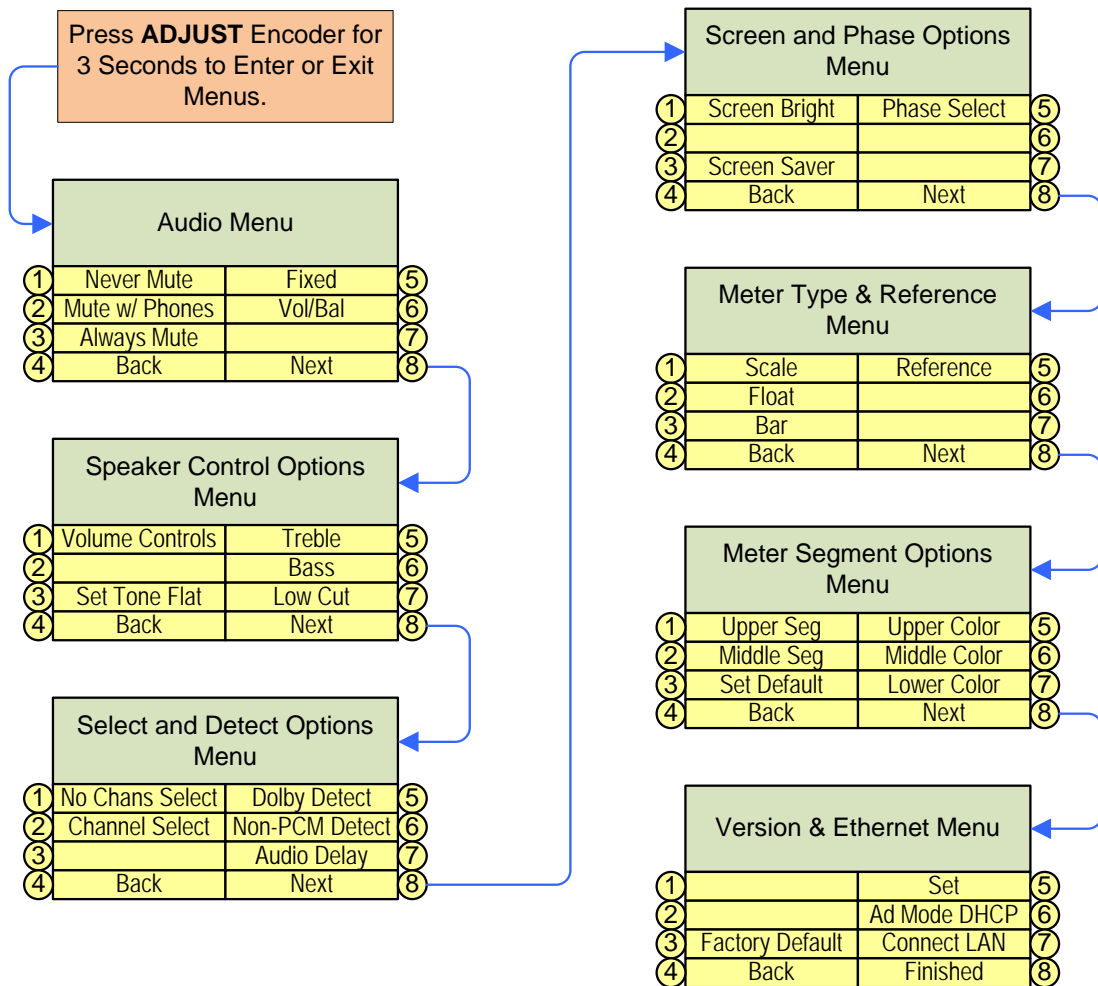 Press ADJUST Encoder for
3 Seconds to Enter or Exit
Menus.
Audio Menu
1 Never Mute Fixed 5
2 Mute w/ Phones Vol/Bal 6
3 Always Mute 7
4 Back Next 8
Speaker Control Options
Menu
1 Volume Controls Treble 5
2 Bass 6
3 Set Tone Flat Low Cut 7
4 Back Next 8
Select and Detect Options
Menu
1 No Chans Select Dolby Detect 5
2 Channel Select Non-PCM Detect 6
3 Audio Delay 7
4 Back Next 8
Screen and Phase Options
Menu
1 Screen Bright Phase Select 5
2 6
3 Screen Saver 7
4 Back Next 8
Meter Type & Reference
Menu
1 Scale Reference 5
2 Float 6
3 Bar 7
4 Back Next 8
Meter Segment Options
Menu
1 Upper Seg Upper Color 5
2 Middle Seg Middle Color 6
3 Set Default Lower Color 7
4 Back Next 8
Version & Ethernet Menu
1 Set 5
2 Ad Mode DHCP 6
3 Factory Default Connect LAN 7
4 Back Finished 8